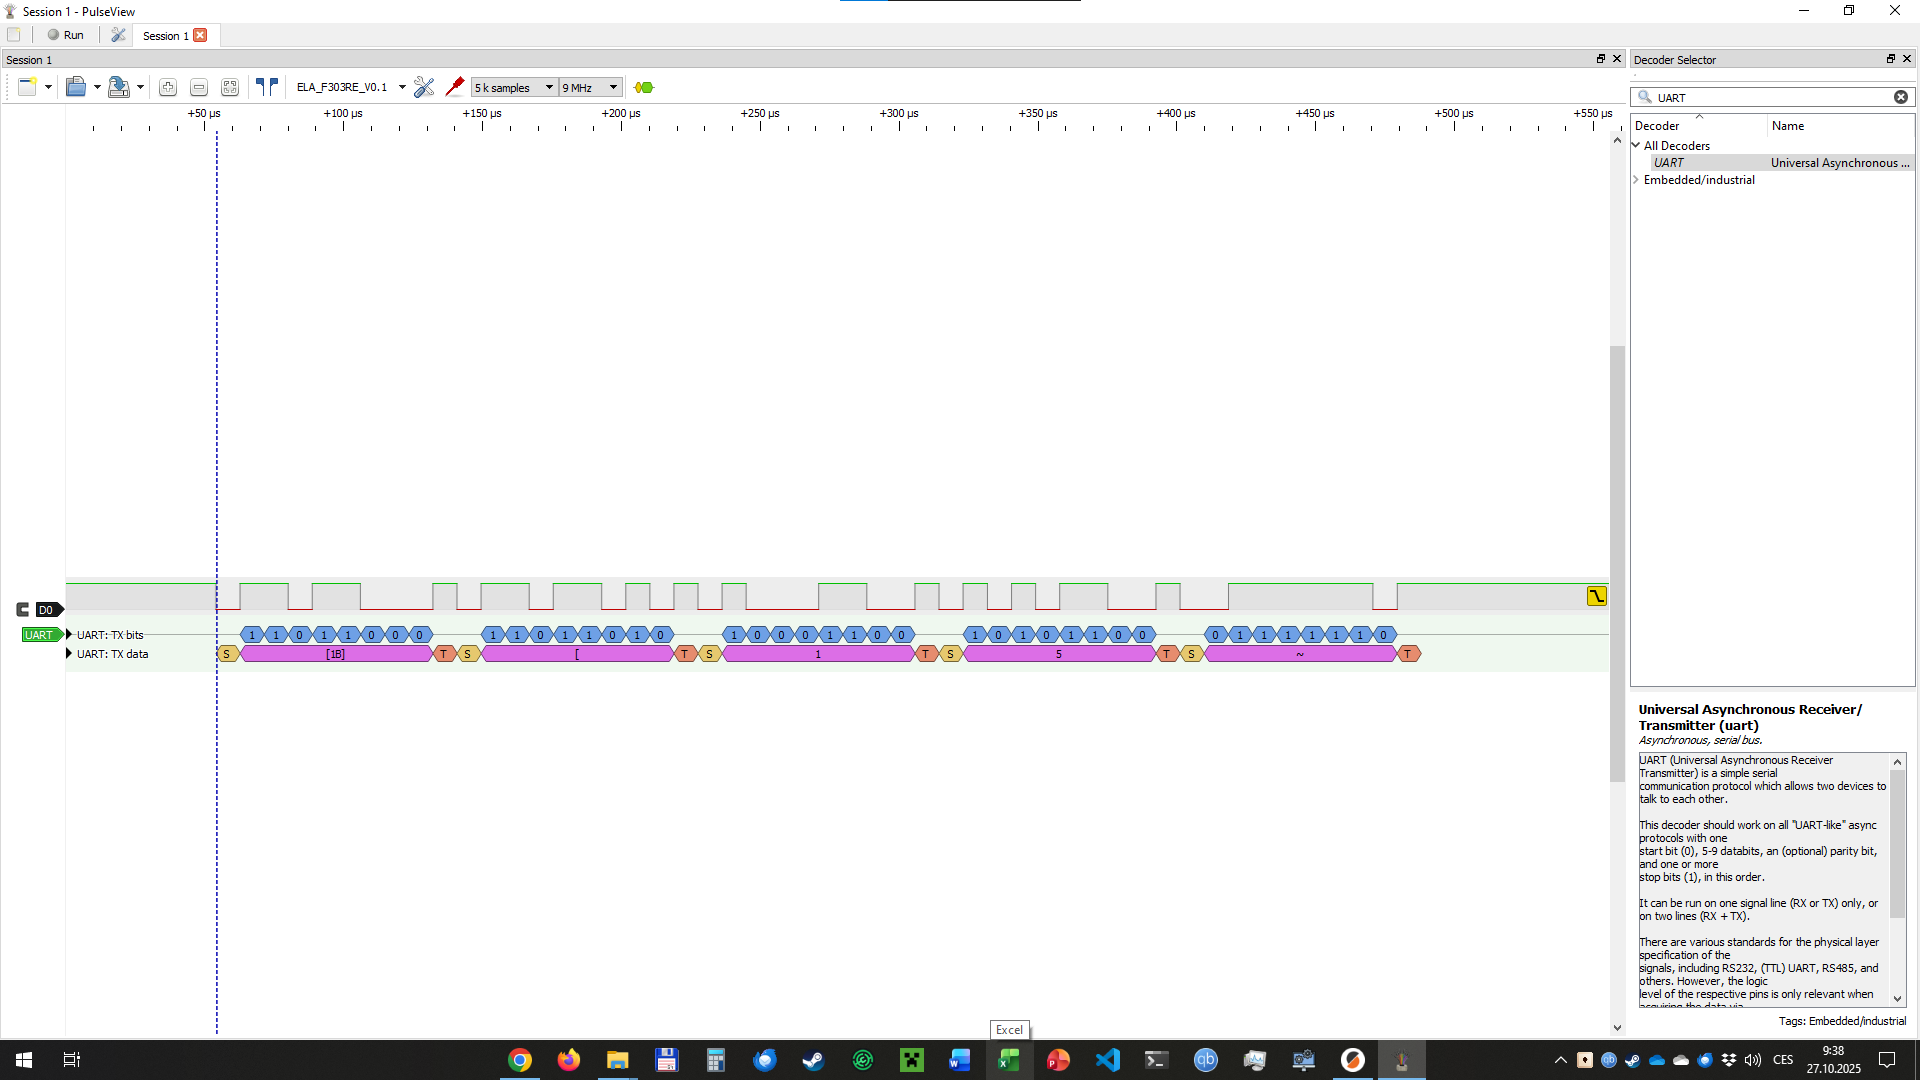 Session 1 - PulseView
Run
Session 1
Session 1
Decoder Selector
ELA_F303RE_V0.1
5 k samples
9 MHz
UART
+50 µs
+100 µs
+150 µs
+200 µs
+250 µs
+300 µs
+350 µs
+400 µs
+450 µs
+500 µs
+550 µs
Decoder
Name
All Decoders
UART
Universal Asynchronous ...
Embedded/industrial
D0
UART
UART: TX bits
1 1 0 1 1 0 0 0
1 1 0 1 1 0 1 0
1 0 0 0 1 1 0 0
1 0 1 0 1 1 0 0
0 1 1 1 1 1 1 0
UART: TX data
S [1B] T S [ T S 1 T S 5 T S ~ T
Universal Asynchronous Receiver/
Transmitter (uart)
Asynchronous, serial bus.
UART (Universal Asynchronous Receiver
Transmitter) is a simple serial
communication protocol which allows two devices to
talk to each other.
This decoder should work on all "UART-like" async
protocols with one
start bit (0), 5-9 databits, an (optional) parity bit,
and one or more
stop bits (1), in this order.
It can be run on one signal line (RX or TX) only, or
on two lines (RX + TX).
There are various standards for the physical layer
specification of the
signals, including RS232, (TTL) UART, RS485, and
others. However, the logic
level of the respective pins is only relevant when
acquiring the data via
Tags: Embedded/industrial
Excel
CES
9:38
27.10.2025